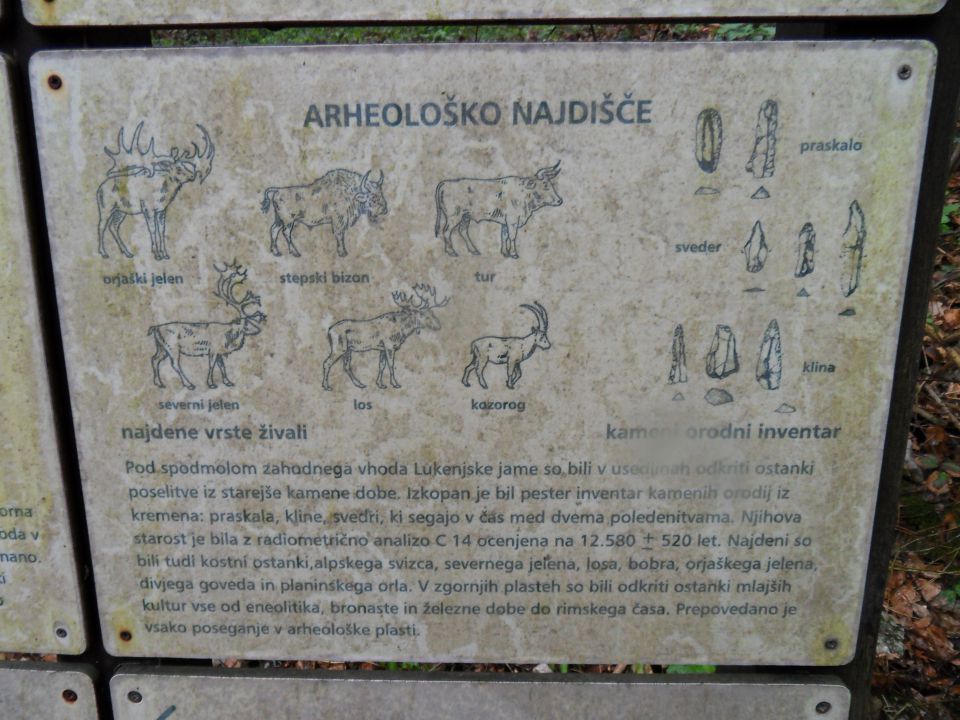 ARHEOLOŠKO NAJDIŠČE
praskalo
sveder
orjaški jelen
stepski bizon
tur
klina
severni jelen
los
kozorog
najdene vrste živali
kameni orodni inventar
Pod spodmolom zahodnega vhoda Lukenjske jame so bili v usedlinah odkriti ostanki
poselitve iz starejše kamene dobe. Izkopan je bil pester inventar kamenih orodij iz
kremena: praskala, kline, svedri, ki segajo v čas med dvema poledenitvama. Njihova
starost je bila z radiometrično analizo C 14 ocenjena na 12.580 ± 520 let. Najdeni so
bili tudi kostni ostanki,alpskega svizca, severnega jelena, losa, bobra, orjaškega jelena,
divjega goveda in planinskega orla. V zgornjih plasteh so bili odkriti ostanki mlajših
kultur vse od eneolitika, bronaste in železne dobe do rimskega časa. Prepovedano je
vsako poseganje v arheološke plasti.
orna
oda v
nano.